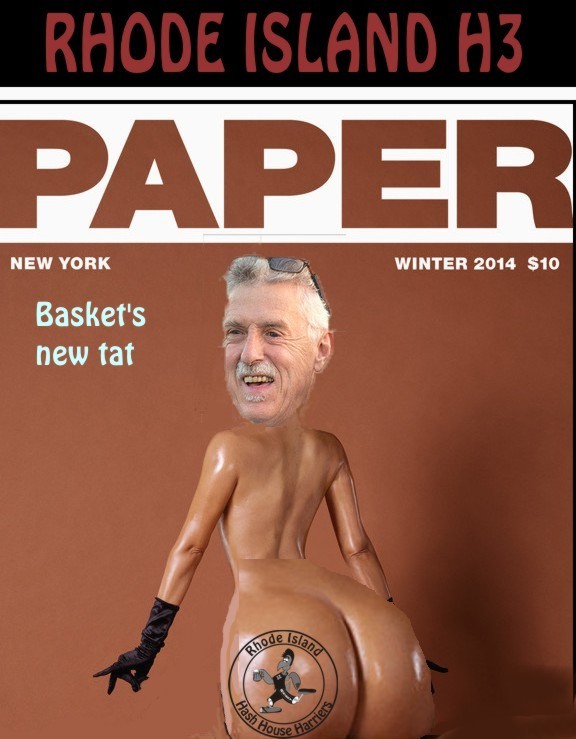 RHODE ISLAND H3
PAPER
NEW YORK
WINTER 2014 $10
Basket's
new tat
Rhode Island
Hash House Harriers